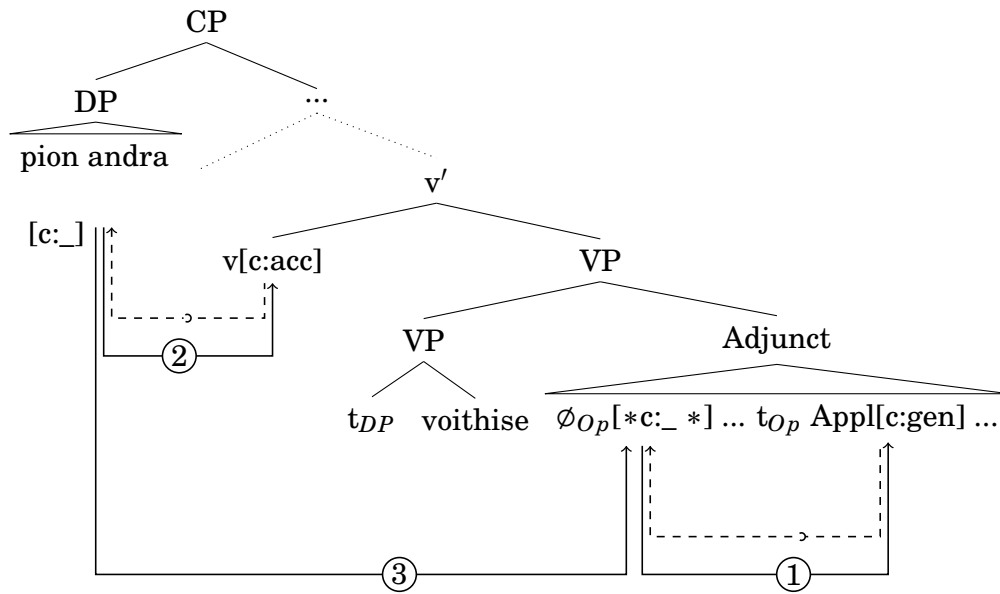 CP
DP ...
pion andra
v′
[c:_] v[c:acc] VP
VP Adjunct
②
t_DP voithise ∅_Op[∗c:_ ∗] ... t_Op Appl[c:gen] ...
③ ①